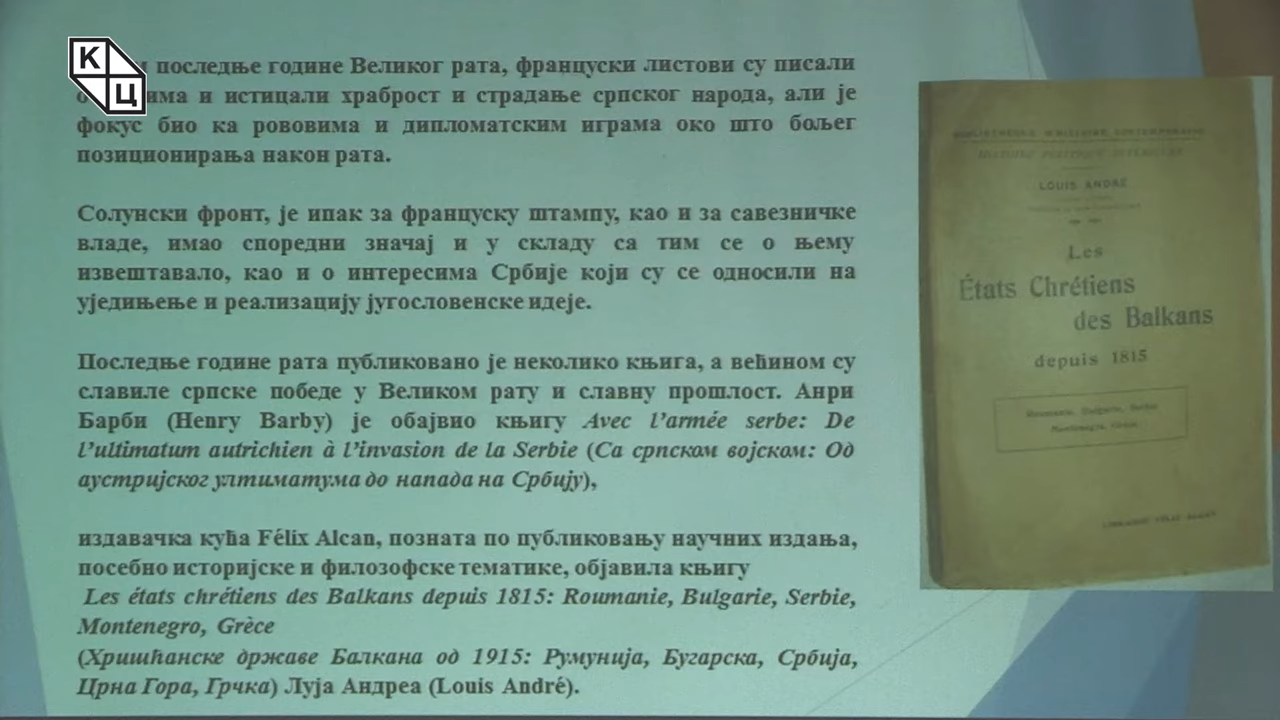 КЦ
последње године Великог рата, француски листови су писали
и истицали храброст и страдање српског народа, али је
фокус био ка рововима и дипломатским играма око што бољег
позиционирања након рата.
Солунски фронт, је ипак за француску штампу, као и за савезничке
владе, имао споредни значај и у складу са тим се о њему
извештавало, као и о интересима Србије који су се односили на
уједињење и реализацију југословенске идеје.
Последње године рата публиковано је неколико књига, а већином су
славиле српске победе у Великом рату и славну прошлост. Анри
Барби (Henry Barby) је обајвио књигу Avec l’armée serbe: De
l’ultimatum autrichien à l’invasion de la Serbie (Са српском војском: Од
аустријског ултиматума до напада на Србију),
издавачка кућа Félix Alcan, позната по публиковању научних издања,
посебно историјске и филозофске тематике, објавила књигу
Les états chrétiens des Balkans depuis 1815: Roumanie, Bulgarie, Serbie,
Montenegro, Grèce
(Хришћанске државе Балкана од 1915: Румунија, Бугарска, Србија,
Црна Гора, Грчка) Луја Андреа (Louis André).
LOUIS ANDRÉ
Les
États Chrétiens
des Balkans
depuis 1815
Roumanie, Bulgarie, Serbie
Montenegro, Grèce